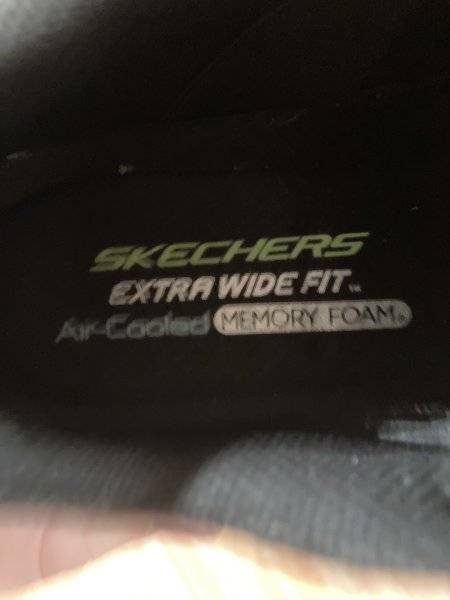 SKECHERS
EXTRA WIDE FIT™
Air-Cooled MEMORY FOAM®